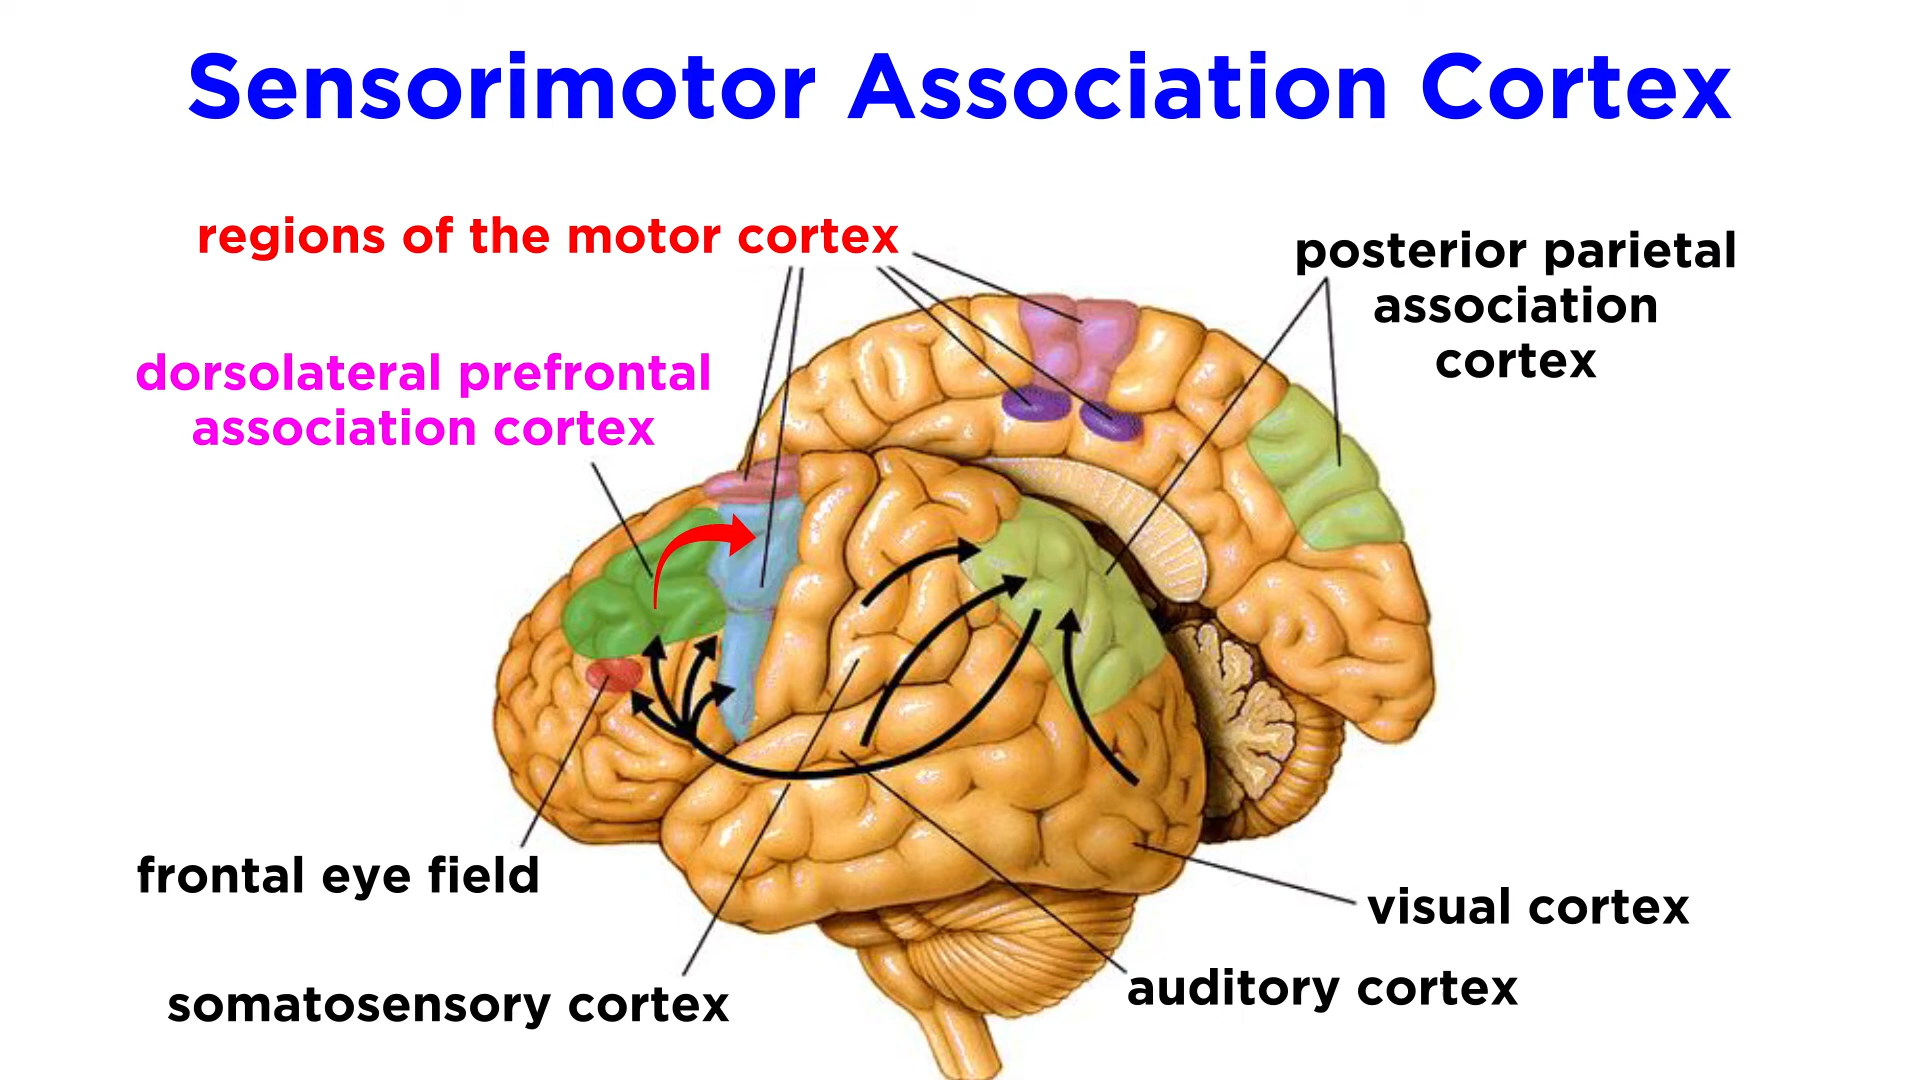 Sensorimotor Association Cortex
regions of the motor cortex
posterior parietal
association
cortex
dorsolateral prefrontal
association cortex
frontal eye field
visual cortex
auditory cortex
somatosensory cortex